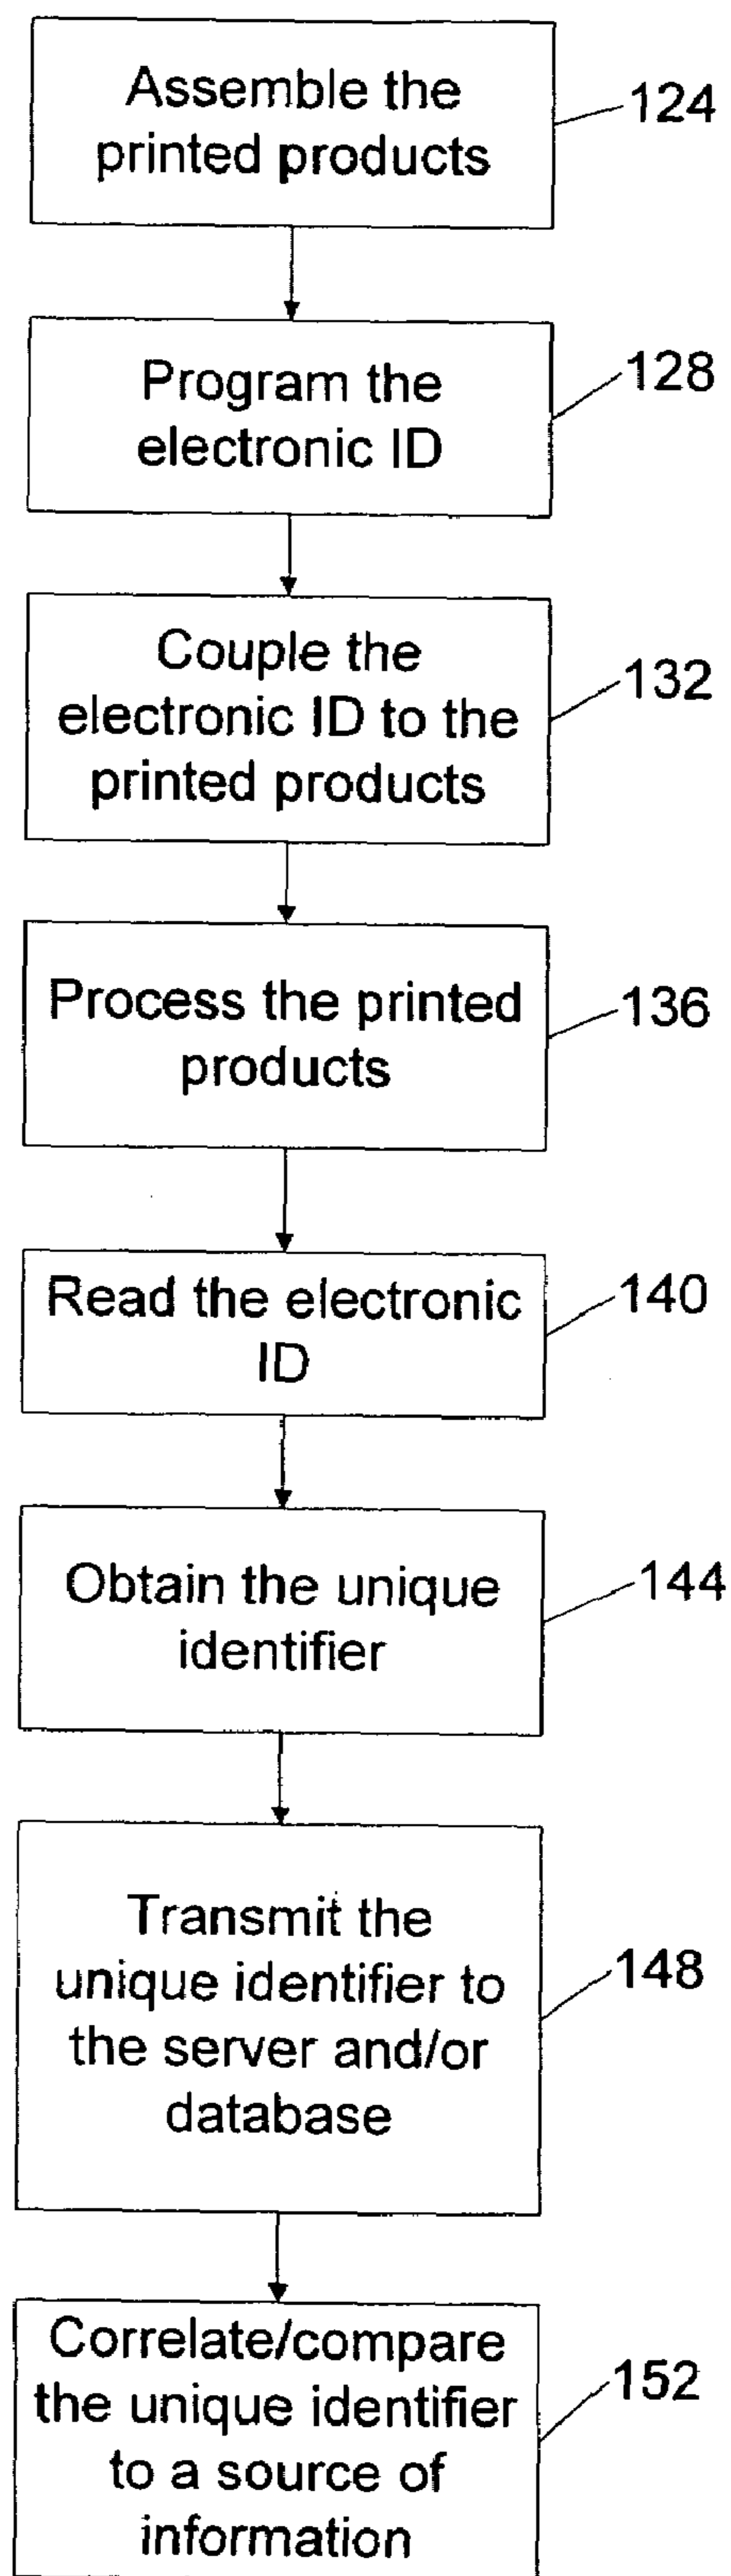 Assemble the
printed products
124
Program the
electronic ID
128
Couple the
electronic ID to the
printed products
132
Process the printed
products
136
Read the electronic
ID
140
Obtain the unique
identifier
144
Transmit the
unique identifier to
the server and/or
database
148
Correlate/compare
the unique identifier
to a source of
information
152